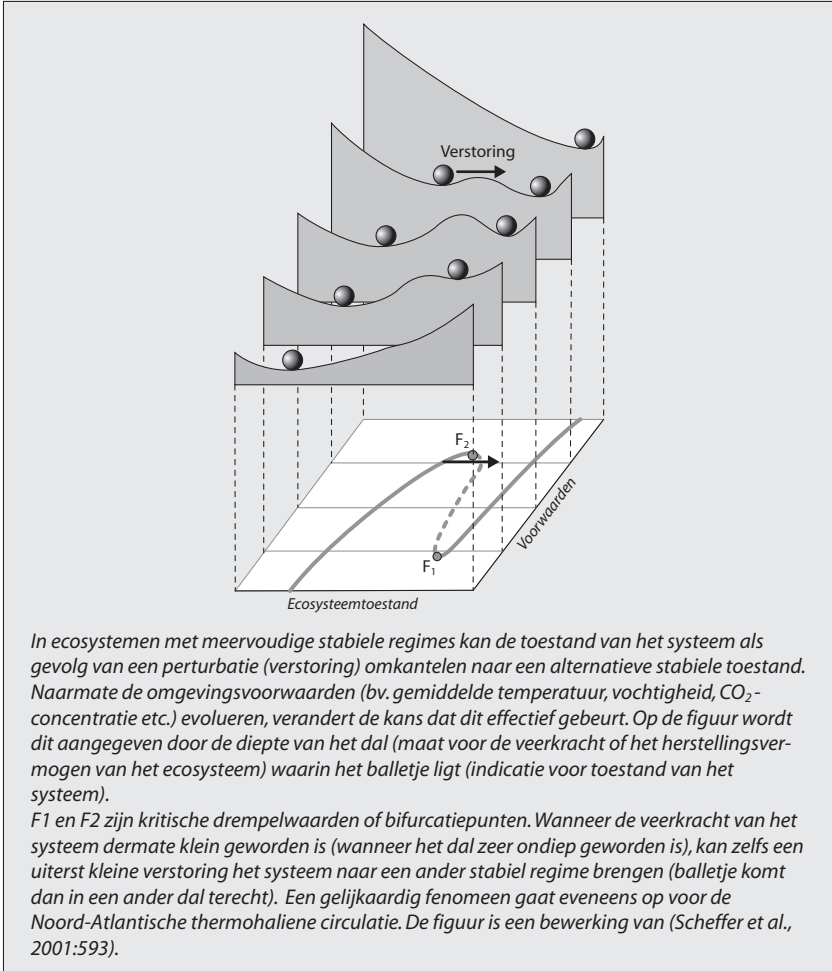 Verstoring
F₂
F₁
Voorwaarden
Ecosysteemtoestand
In ecosystemen met meervoudige stabiele regimes kan de toestand van het systeem als
gevolg van een perturbatie (verstoring) omkantelen naar een alternatieve stabiele toestand.
Naarmate de omgevingsvoorwaarden (bv. gemiddelde temperatuur, vochtigheid, CO₂-
concentratie etc.) evolueren, verandert de kans dat dit effectief gebeurt. Op de figuur wordt
dit aangegeven door de diepte van het dal (maat voor de veerkracht of het herstellingsver-
mogen van het ecosysteem) waarin het balletje ligt (indicatie voor toestand van het
systeem).
F1 en F2 zijn kritische drempelwaarden of bifurcatiepunten. Wanneer de veerkracht van het
systeem dermate klein geworden is (wanneer het dal zeer ondiep geworden is), kan zelfs een
uiterst kleine verstoring het systeem naar een ander stabiel regime brengen (balletje komt
dan in een ander dal terecht). Een gelijkaardig fenomeen gaat eveneens op voor de
Noord-Atlantische thermohaliene circulatie. De figuur is een bewerking van (Scheffer et al.,
2001:593).